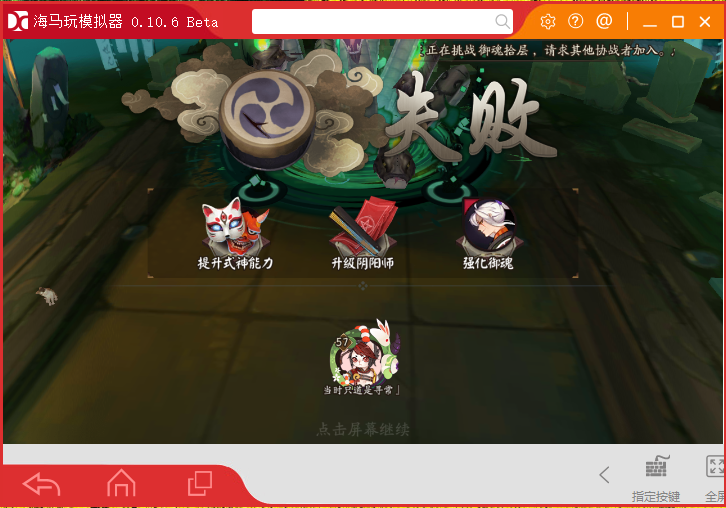 海马玩模拟器 0.10.6 Beta
正在挑战御魂拾层，请求其他协战者加入。
失败
提升式神能力
升级阴阳师
强化御魂
57
当时只道是寻常」
点击屏幕继续
指定按键
全屏